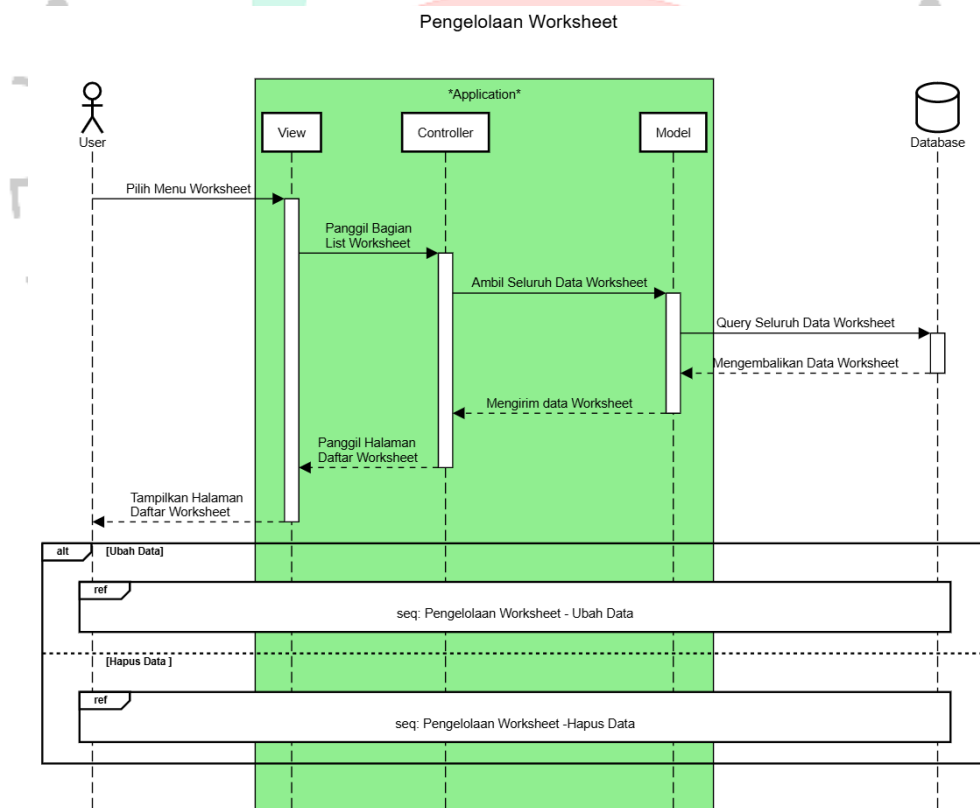 Pengelolaan Worksheet
*Application*
User
View
Controller
Model
Database
Pilih Menu Worksheet
Panggil Bagian
List Worksheet
Ambil Seluruh Data Worksheet
Query Seluruh Data Worksheet
Mengembalikan Data Worksheet
Mengirim data Worksheet
Panggil Halaman
Daftar Worksheet
Tampilkan Halaman
Daftar Worksheet
alt [Ubah Data]
ref
seq: Pengelolaan Worksheet - Ubah Data
[Hapus Data ]
ref
seq: Pengelolaan Worksheet -Hapus Data